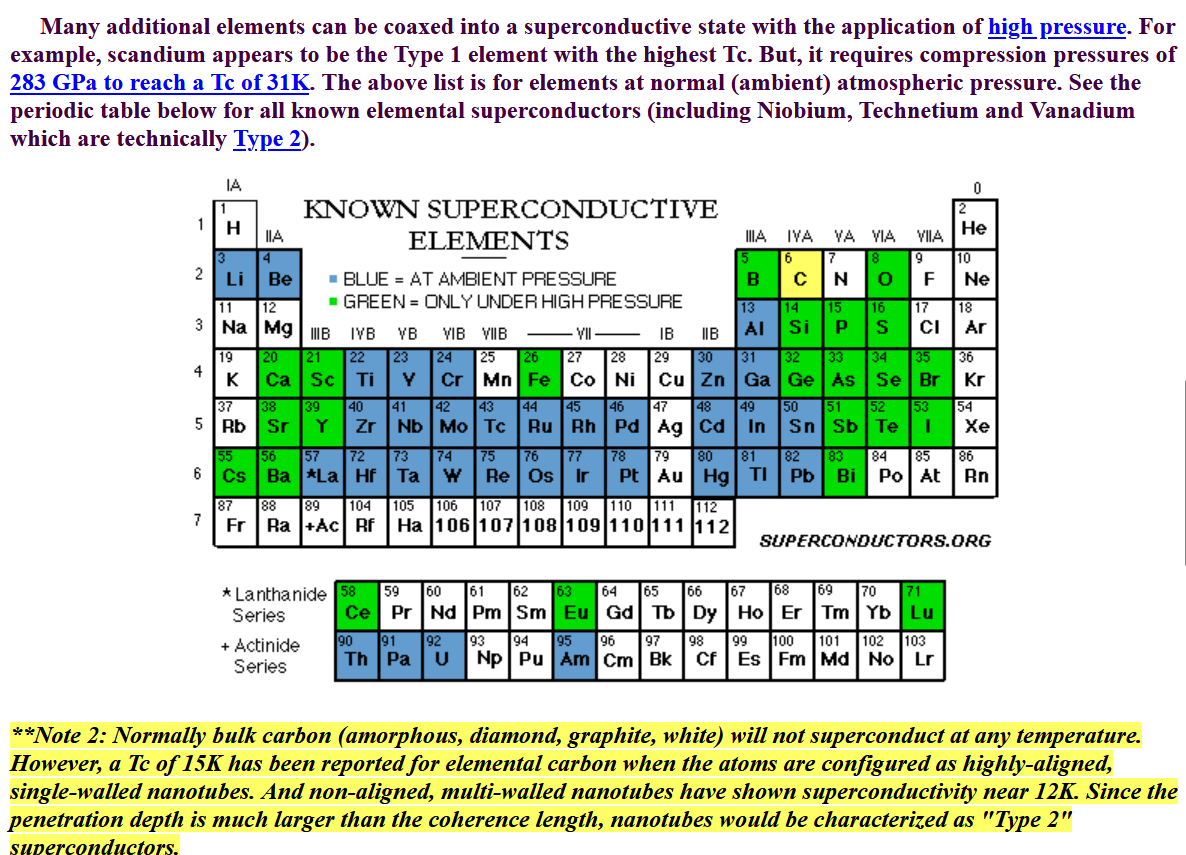 Many additional elements can be coaxed into a superconductive state with the application of high pressure. For
example, scandium appears to be the Type 1 element with the highest Tc. But, it requires compression pressures of
283 GPa to reach a Tc of 31K. The above list is for elements at normal (ambient) atmospheric pressure. See the
periodic table below for all known elemental superconductors (including Niobium, Technetium and Vanadium
which are technically Type 2).
IA 0
KNOWN SUPERCONDUCTIVE
ELEMENTS
BLUE = AT AMBIENT PRESSURE
GREEN = ONLY UNDER HIGH PRESSURE
1 2
1 H He
IIA IIIA IVA VA VIA VIIA
3 4 5 6 7 8 9 10
2 Li Be B C N O F Ne
11 12 13 14 15 16 17 18
3 Na Mg IIIB IVB VB VIB VIIB VII IB IIB Al Si P S Cl Ar
19 20 21 22 23 24 25 26 27 28 29 30 31 32 33 34 35 36
4 K Ca Sc Ti V Cr Mn Fe Co Ni Cu Zn Ga Ge As Se Br Kr
37 38 39 40 41 42 43 44 45 46 47 48 49 50 51 52 53 54
5 Rb Sr Y Zr Nb Mo Tc Ru Rh Pd Ag Cd In Sn Sb Te I Xe
55 56 57 72 73 74 75 76 77 78 79 80 81 82 83 84 85 86
6 Cs Ba *La Hf Ta W Re Os Ir Pt Au Hg Tl Pb Bi Po At Rn
87 88 89 104 105 106 107 108 109 110 111 112
7 Fr Ra +Ac Rf Ha 106 107 108 109 110 111 112
SUPERCONDUCTORS.ORG
58 59 60 61 62 63 64 65 66 67 68 69 70 71
* Lanthanide Series Ce Pr Nd Pm Sm Eu Gd Tb Dy Ho Er Tm Yb Lu
90 91 92 93 94 95 96 97 98 99 100 101 102 103
+ Actinide Series Th Pa U Np Pu Am Cm Bk Cf Es Fm Md No Lr
**Note 2: Normally bulk carbon (amorphous, diamond, graphite, white) will not superconduct at any temperature.
However, a Tc of 15K has been reported for elemental carbon when the atoms are configured as highly-aligned,
single-walled nanotubes. And non-aligned, multi-walled nanotubes have shown superconductivity near 12K. Since the
penetration depth is much larger than the coherence length, nanotubes would be characterized as "Type 2"
superconductors.